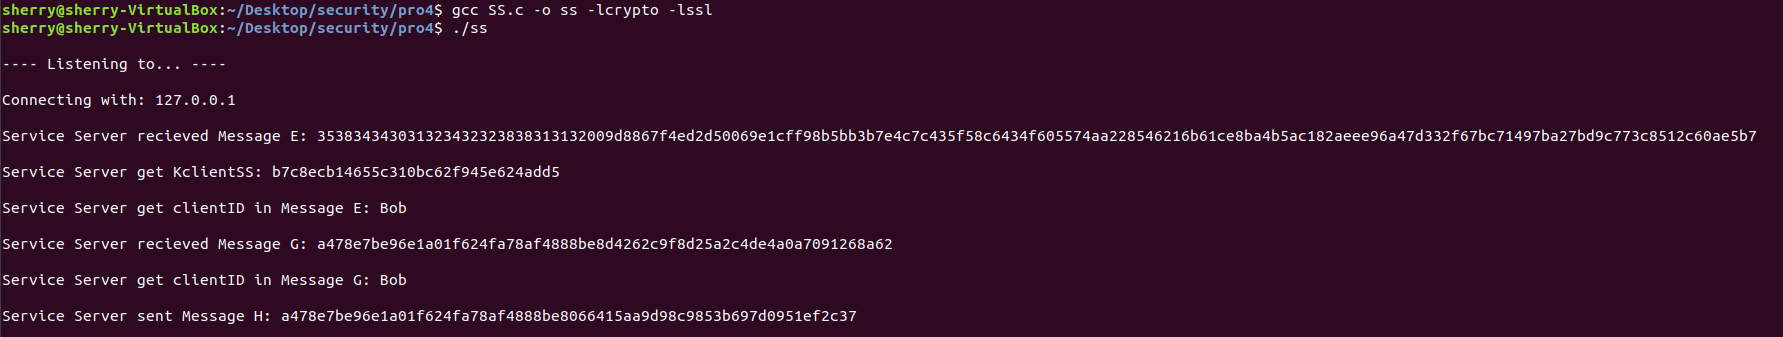 sherry@sherry-VirtualBox:~/Desktop/security/pro4$ gcc SS.c -o ss -lcrypto -lssl
sherry@sherry-VirtualBox:~/Desktop/security/pro4$ ./ss
---- Listening to... ----
Connecting with: 127.0.0.1
Service Server recieved Message E: 35383434303132343232383831313200​9d8867f4ed2d50069e1cff98b5bb3b7e4c7c435f58c6434f605574aa228546216b61ce8ba4b5ac182aeee96a47d332f67bc71497ba27bd9c773c8512c60ae5b7
Service Server get KclientSS: b7c8ecb14655c310bc62f945e624add5
Service Server get clientID in Message E: Bob
Service Server recieved Message G: a478e7be96e1a01f624fa78af4888be8d4262c9f8d25a2c4de4a0a7091268a62
Service Server get clientID in Message G: Bob
Service Server sent Message H: a478e7be96e1a01f624fa78af4888be8066415aa9d98c9853b697d0951ef2c37